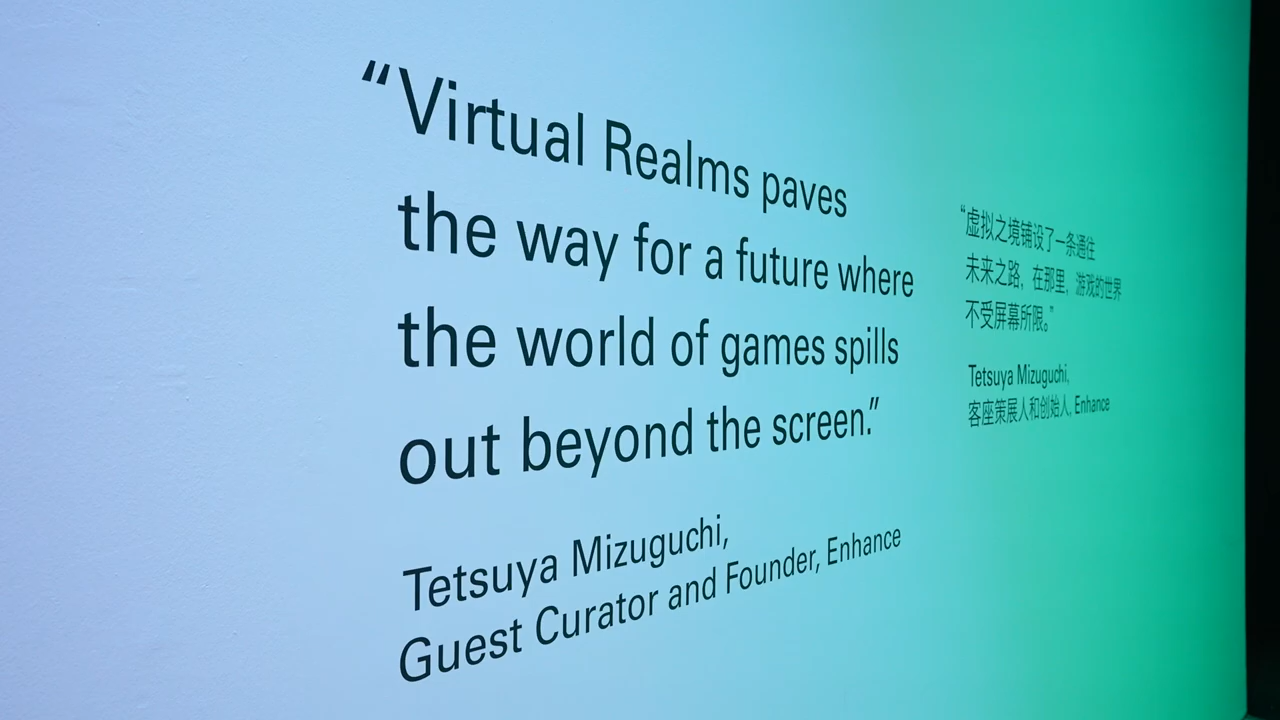 “Virtual Realms paves
the way for a future where
the world of games spills
out beyond the screen.”
Tetsuya Mizuguchi,
Guest Curator and Founder, Enhance
“虚拟之境铺设了一条通往
未来之路，在那里，游戏的世界
不受屏幕所限。”
Tetsuya Mizuguchi,
客座策展人和创始人, Enhance